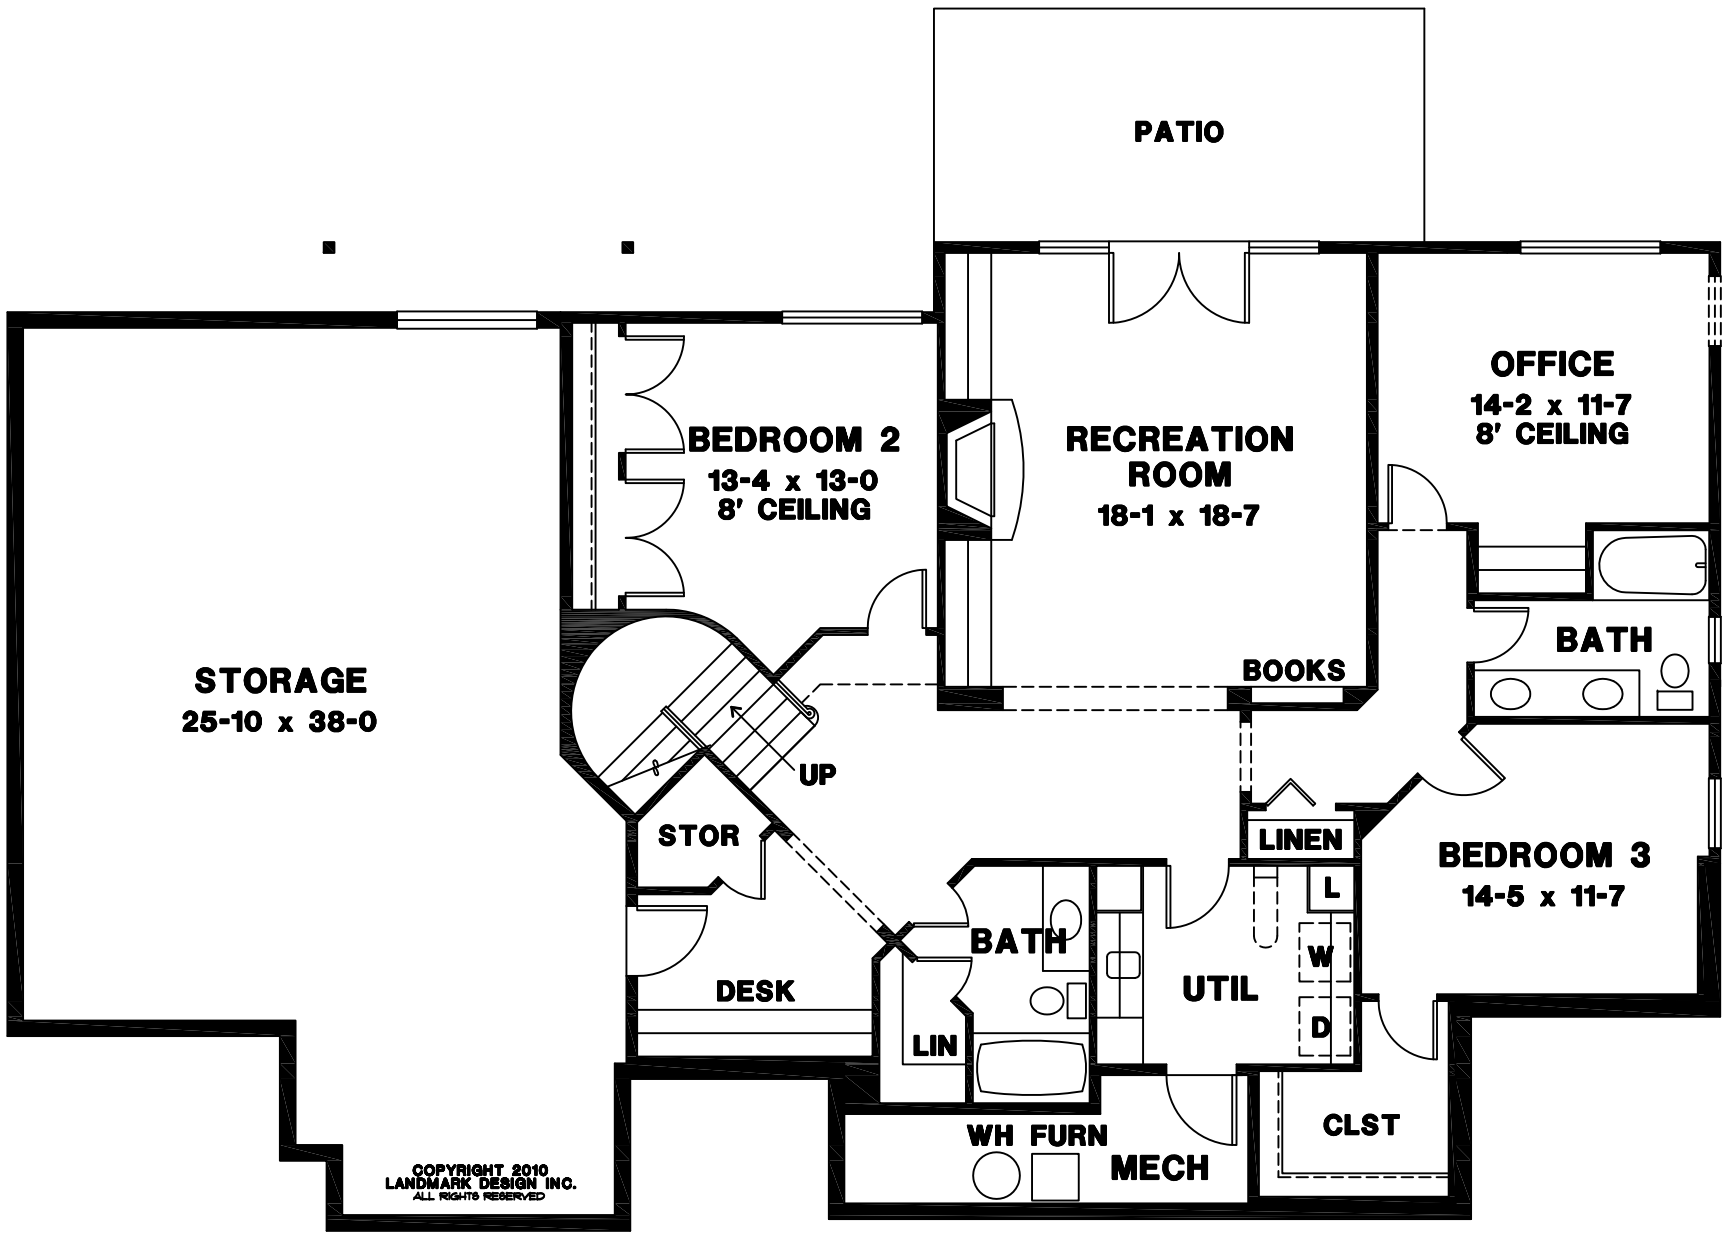 PATIO
OFFICE
14-2 x 11-7
8' CEILING
BEDROOM 2
13-4 x 13-0
8' CEILING
RECREATION
ROOM
18-1 x 18-7
BATH
BOOKS
STORAGE
25-10 x 38-0
UP
STOR
LINEN
BEDROOM 3
14-5 x 11-7
L
BATH
W
UTIL
DESK
D
LIN
CLST
WH FURN
MECH
COPYRIGHT 2010
LANDMARK DESIGN INC.
ALL RIGHTS RESERVED